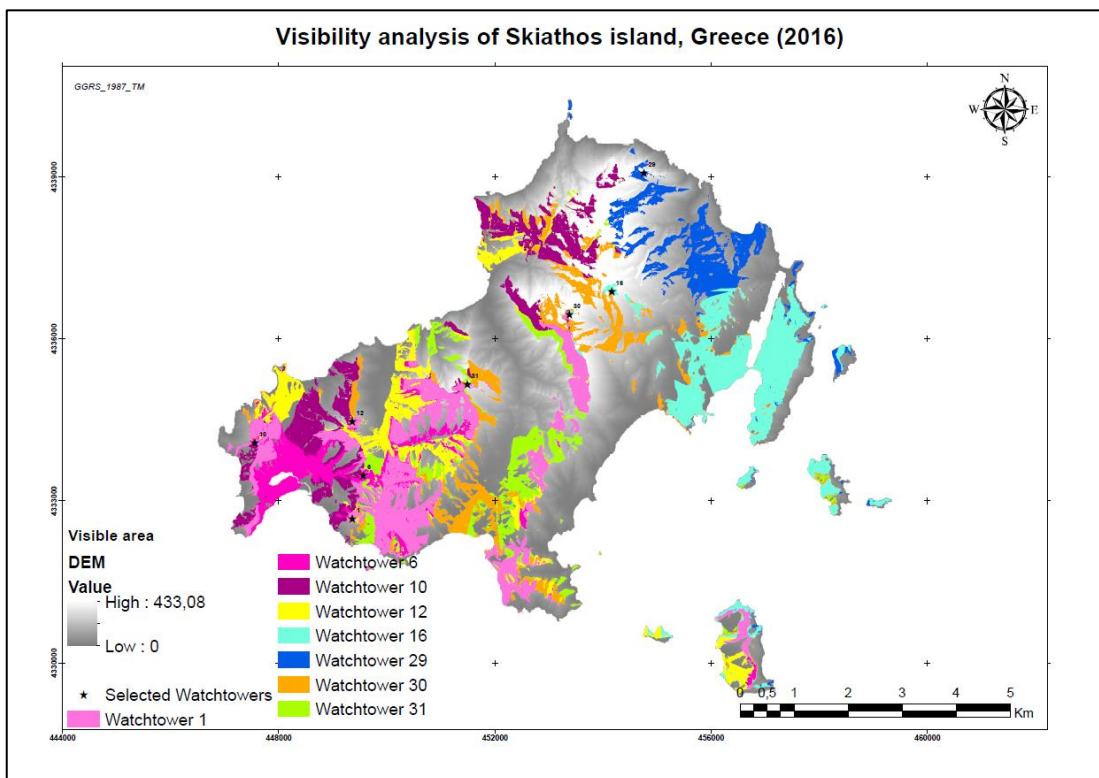 Visibility analysis of Skiathos island, Greece (2016)
GGRS_1987_TM
N
W E
S
4339000
4336000
4333000
4330000
29
16
30
31
12
10
6
1
Visible area
DEM
Value
High : 433,08
Low : 0
Selected Watchtowers
Watchtower 1
Watchtower 6
Watchtower 10
Watchtower 12
Watchtower 16
Watchtower 29
Watchtower 30
Watchtower 31
0 0,5 1 2 3 4 5
Km
444000 448000 452000 456000 460000